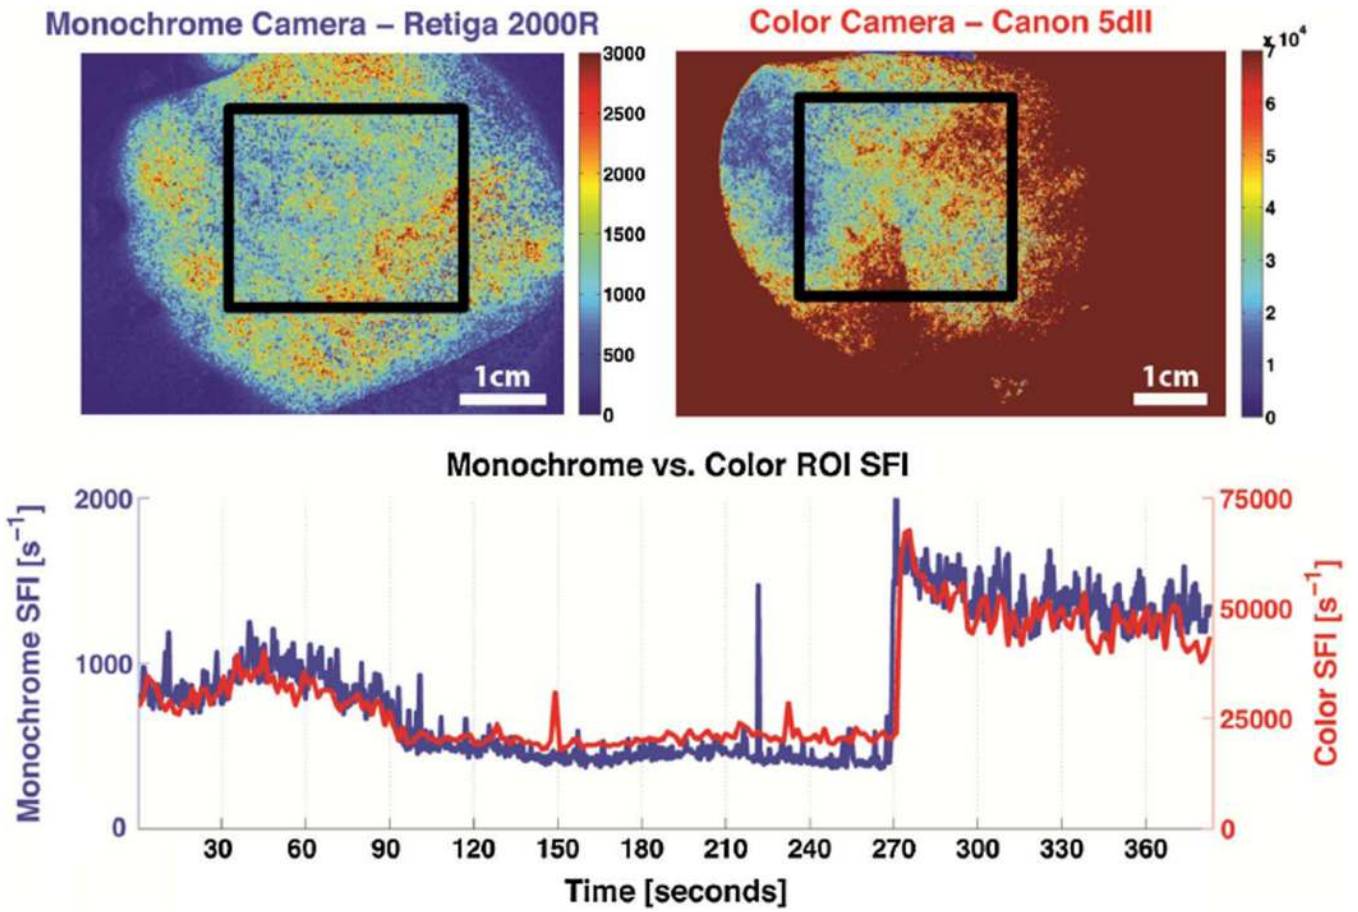 Monochrome Camera – Retiga 2000R
Color Camera – Canon 5dII
3000
2500
2000
1500
1000
500
0
1cm
x 10⁴
7
6
5
4
3
2
1
0
1cm
Monochrome vs. Color ROI SFI
Monochrome SFI [s⁻¹]
2000
1000
0
75000
50000
25000
0
Color SFI [s⁻¹]
30 60 90 120 150 180 210 240 270 300 330 360
Time [seconds]